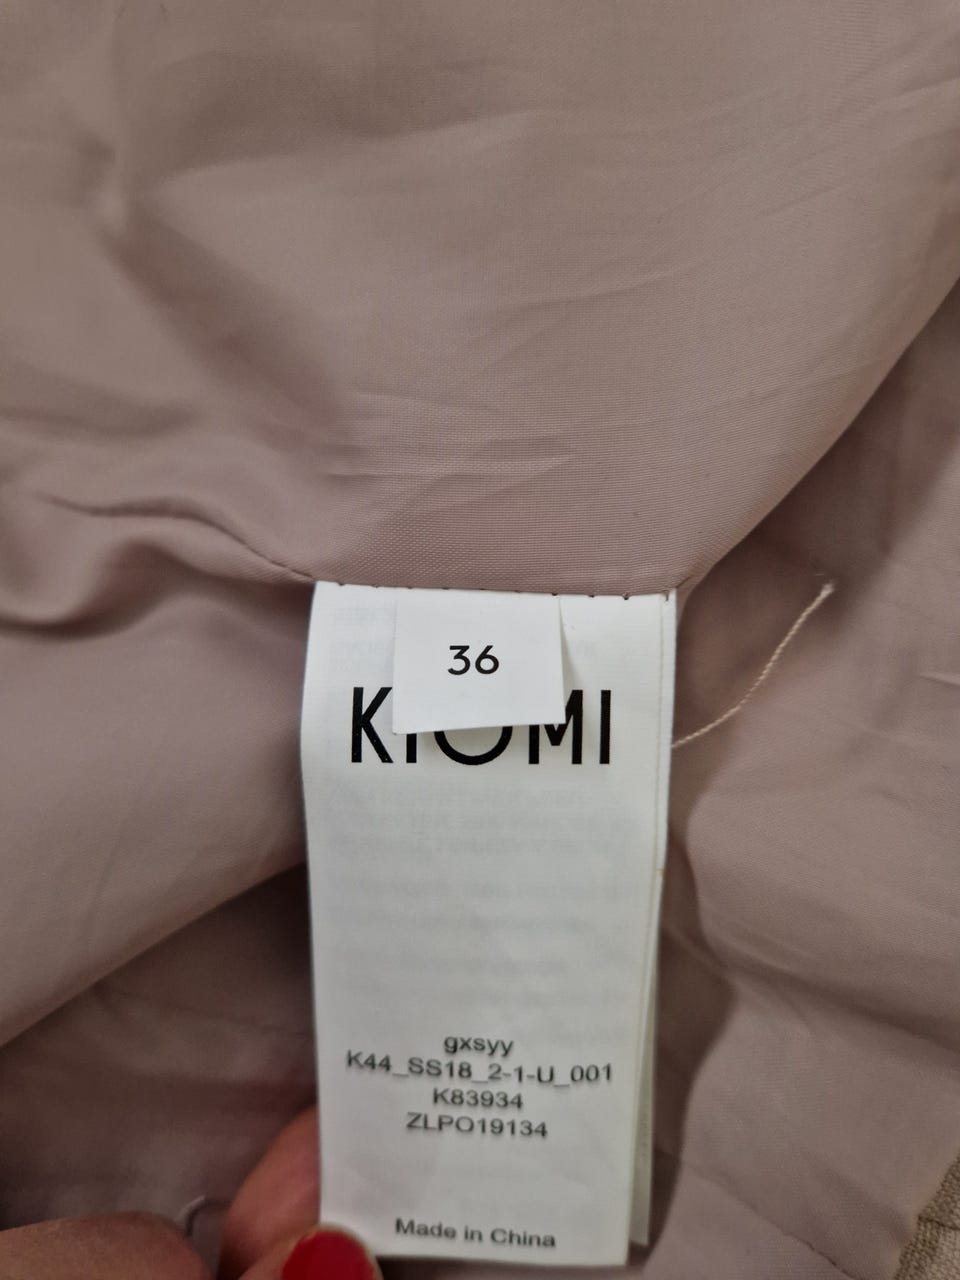 36
KIOMI
gxsyy
K44_SS18_2-1-U_001
K83934
ZLPO19134
Made in China